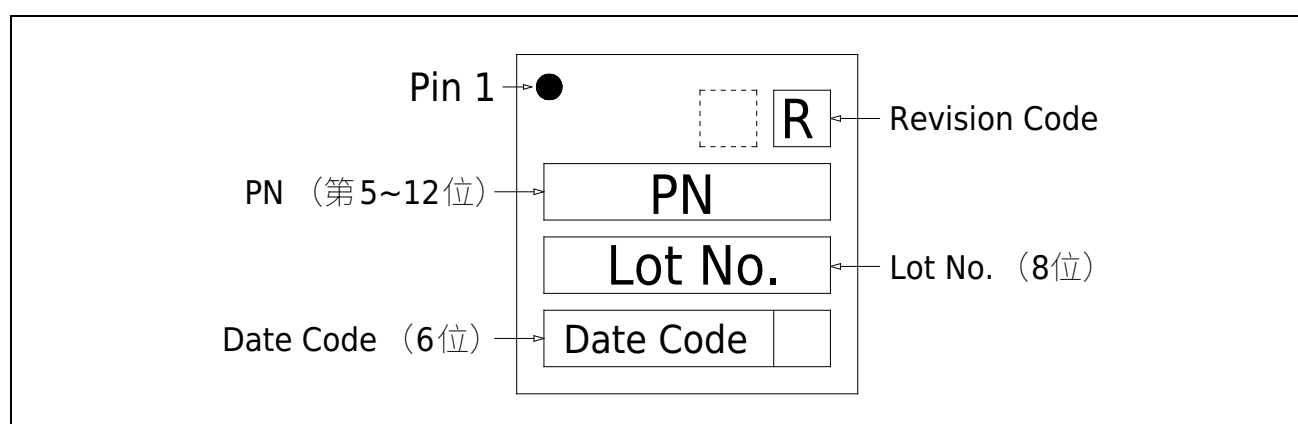 Pin 1
R
Revision Code
PN （第5~12位）
PN
Lot No.
Lot No. （8位）
Date Code （6位）
Date Code